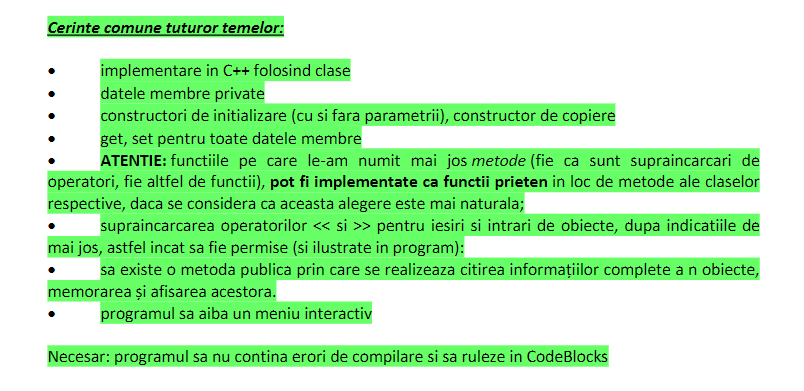 Cerinte comune tuturor temelor:
• implementare in C++ folosind clase
• datele membre private
• constructori de initializare (cu si fara parametrii), constructor de copiere
• get, set pentru toate datele membre
• ATENTIE: functiile pe care le-am numit mai jos metode (fie ca sunt supraincarcari de
operatori, fie altfel de functii), pot fi implementate ca functii prieten in loc de metode ale claselor
respective, daca se considera ca aceasta alegere este mai naturala;
• supraincarcarea operatorilor << si >> pentru iesiri si intrari de obiecte, dupa indicatiile de
mai jos, astfel incat sa fie permise (si ilustrate in program):
• sa existe o metoda publica prin care se realizeaza citirea informațiilor complete a n obiecte,
memorarea și afisarea acestora.
• programul sa aiba un meniu interactiv
Necesar: programul sa nu contina erori de compilare si sa ruleze in CodeBlocks